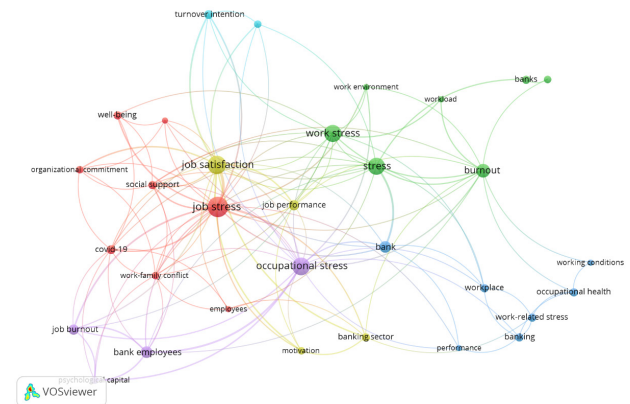 turnover intention
work environment
banks
workload
well-being
work stress
job satisfaction
stress
burnout
organizational commitment
social support
job stress
job performance
covid-19
bank
occupational stress
working conditions
work-family conflict
workplace
occupational health
employees
work-related stress
job burnout
banking sector
banking
bank employees
motivation
performance
psychological capital
VOSviewer